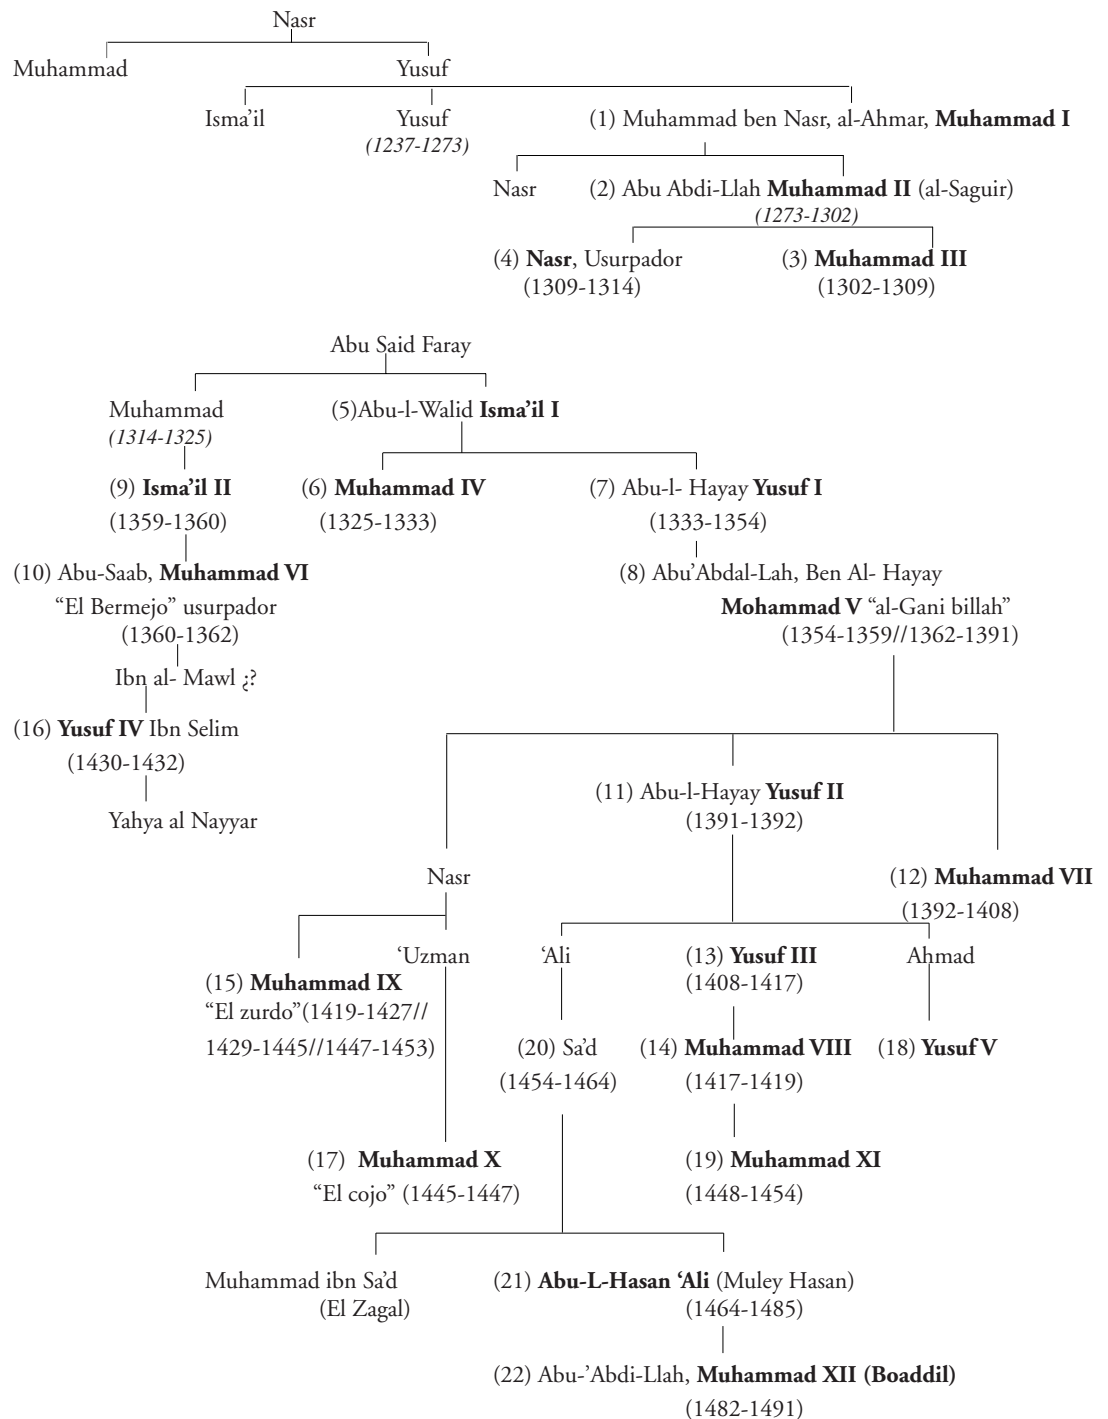 Nasr
Muhammad
Yusuf
Isma’il
Yusuf
(1) Muhammad ben Nasr, al-Ahmar, Muhammad I
(1237-1273)
Nasr
(2) Abu Abdi-Llah Muhammad II (al-Saguir)
(1273-1302)
(4) Nasr, Usurpador
(3) Muhammad III
(1309-1314)
(1302-1309)
Abu Said Faray
Muhammad
(5)Abu-l-Walid Isma’il I
(1314-1325)
(9) Isma’il II
(6) Muhammad IV
(7) Abu-l- Hayay Yusuf I
(1359-1360)
(1325-1333)
(1333-1354)
(10) Abu-Saab, Muhammad VI
(8) Abu’Abdal-Lah, Ben Al- Hayay
“El Bermejo” usurpador
Mohammad V “al-Gani billah”
(1360-1362)
(1354-1359//1362-1391)
Ibn al- Mawl ¿?
(16) Yusuf IV Ibn Selim
(1430-1432)
(11) Abu-l-Hayay Yusuf II
Yahya al Nayyar
(1391-1392)
Nasr
(12) Muhammad VII
(1392-1408)
‘Uzman
‘Ali
(13) Yusuf III
Ahmad
(15) Muhammad IX
(1408-1417)
“El zurdo”(1419-1427//
1429-1445//1447-1453)
(20) Sa’d
(14) Muhammad VIII
(18) Yusuf V
(1454-1464)
(1417-1419)
(17) Muhammad X
(19) Muhammad XI
“El cojo” (1445-1447)
(1448-1454)
Muhammad ibn Sa’d
(21) Abu-L-Hasan ‘Ali (Muley Hasan)
(El Zagal)
(1464-1485)
(22) Abu-’Abdi-Llah, Muhammad XII (Boaddil)
(1482-1491)